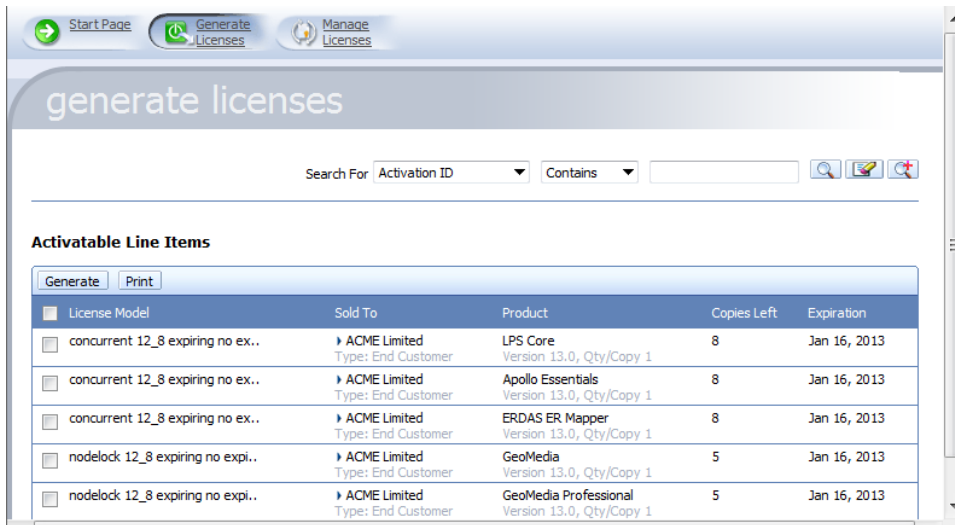 Start Page
Generate Licenses
Manage Licenses
generate licenses
Search For Activation ID Contains
Activatable Line Items
Generate Print
License Model Sold To Product Copies Left Expiration
concurrent 12_8 expiring no ex.. ACME Limited LPS Core 8 Jan 16, 2013
Type: End Customer Version 13.0, Qty/Copy 1
concurrent 12_8 expiring no ex.. ACME Limited Apollo Essentials 8 Jan 16, 2013
Type: End Customer Version 13.0, Qty/Copy 1
concurrent 12_8 expiring no ex.. ACME Limited ERDAS ER Mapper 8 Jan 16, 2013
Type: End Customer Version 13.0, Qty/Copy 1
nodelock 12_8 expiring no expi.. ACME Limited GeoMedia 5 Jan 16, 2013
Type: End Customer Version 13.0, Qty/Copy 1
nodelock 12_8 expiring no expi.. ACME Limited GeoMedia Professional 5 Jan 16, 2013
Type: End Customer Version 13.0, Qty/Copy 1